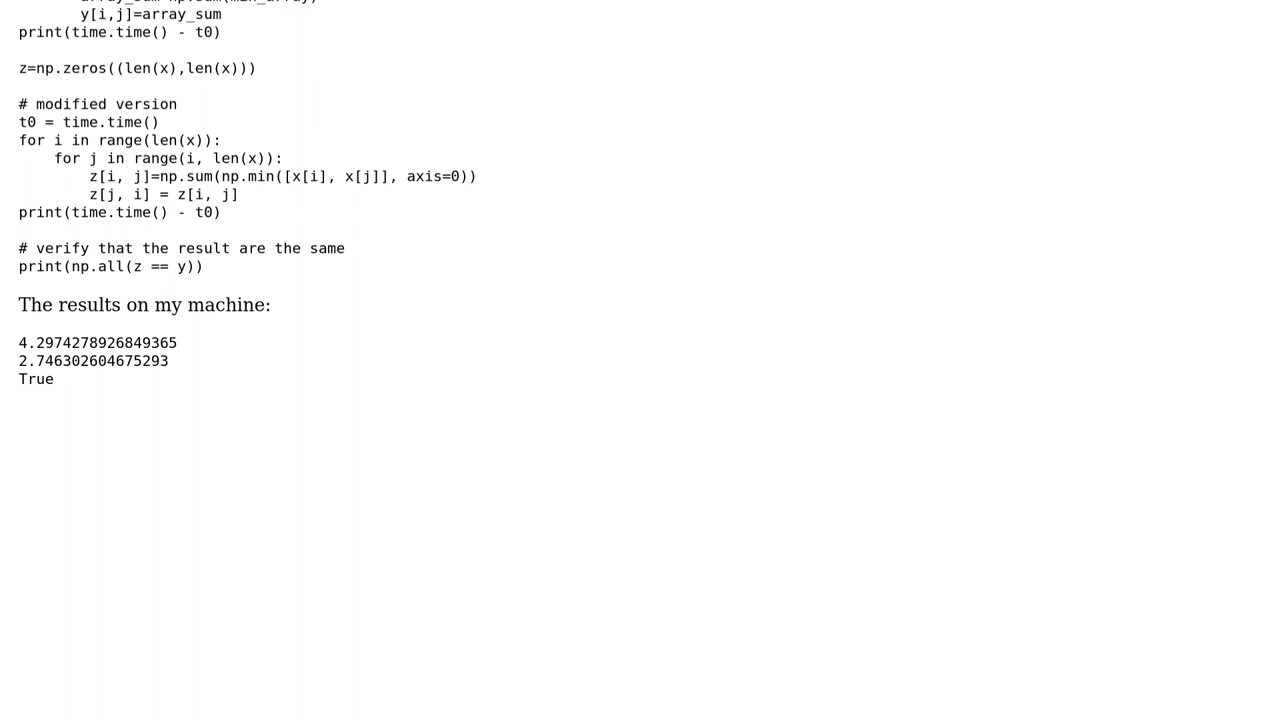 y[i,j]=array_sum
print(time.time() - t0)
z=np.zeros((len(x),len(x)))
# modified version
t0 = time.time()
for i in range(len(x)):
    for j in range(i, len(x)):
        z[i, j]=np.sum(np.min([x[i], x[j]], axis=0))
        z[j, i] = z[i, j]
print(time.time() - t0)
# verify that the result are the same
print(np.all(z == y))
The results on my machine:
4.2974278926849365
2.746302604675293
True